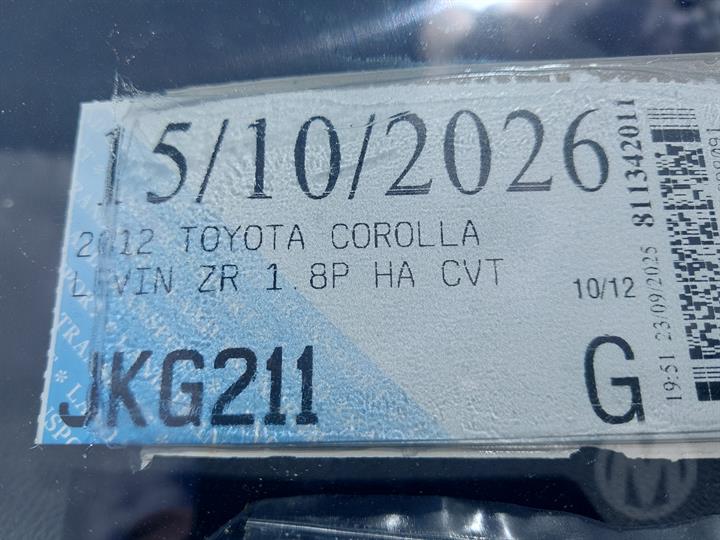 15/10/2026
2012 TOYOTA COROLLA
LEVIN ZR 1.8P HA CVT
10/12
JKG211
G
811342011
19:51 23/09/2025
M